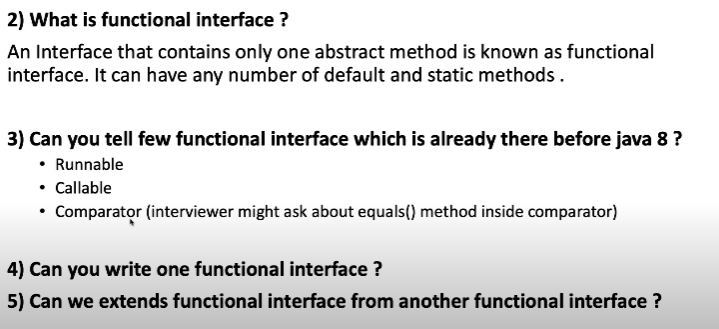 2) What is functional interface ?
An Interface that contains only one abstract method is known as functional
interface. It can have any number of default and static methods .
3) Can you tell few functional interface which is already there before java 8 ?
• Runnable
• Callable
• Comparator (interviewer might ask about equals() method inside comparator)
4) Can you write one functional interface ?
5) Can we extends functional interface from another functional interface ?